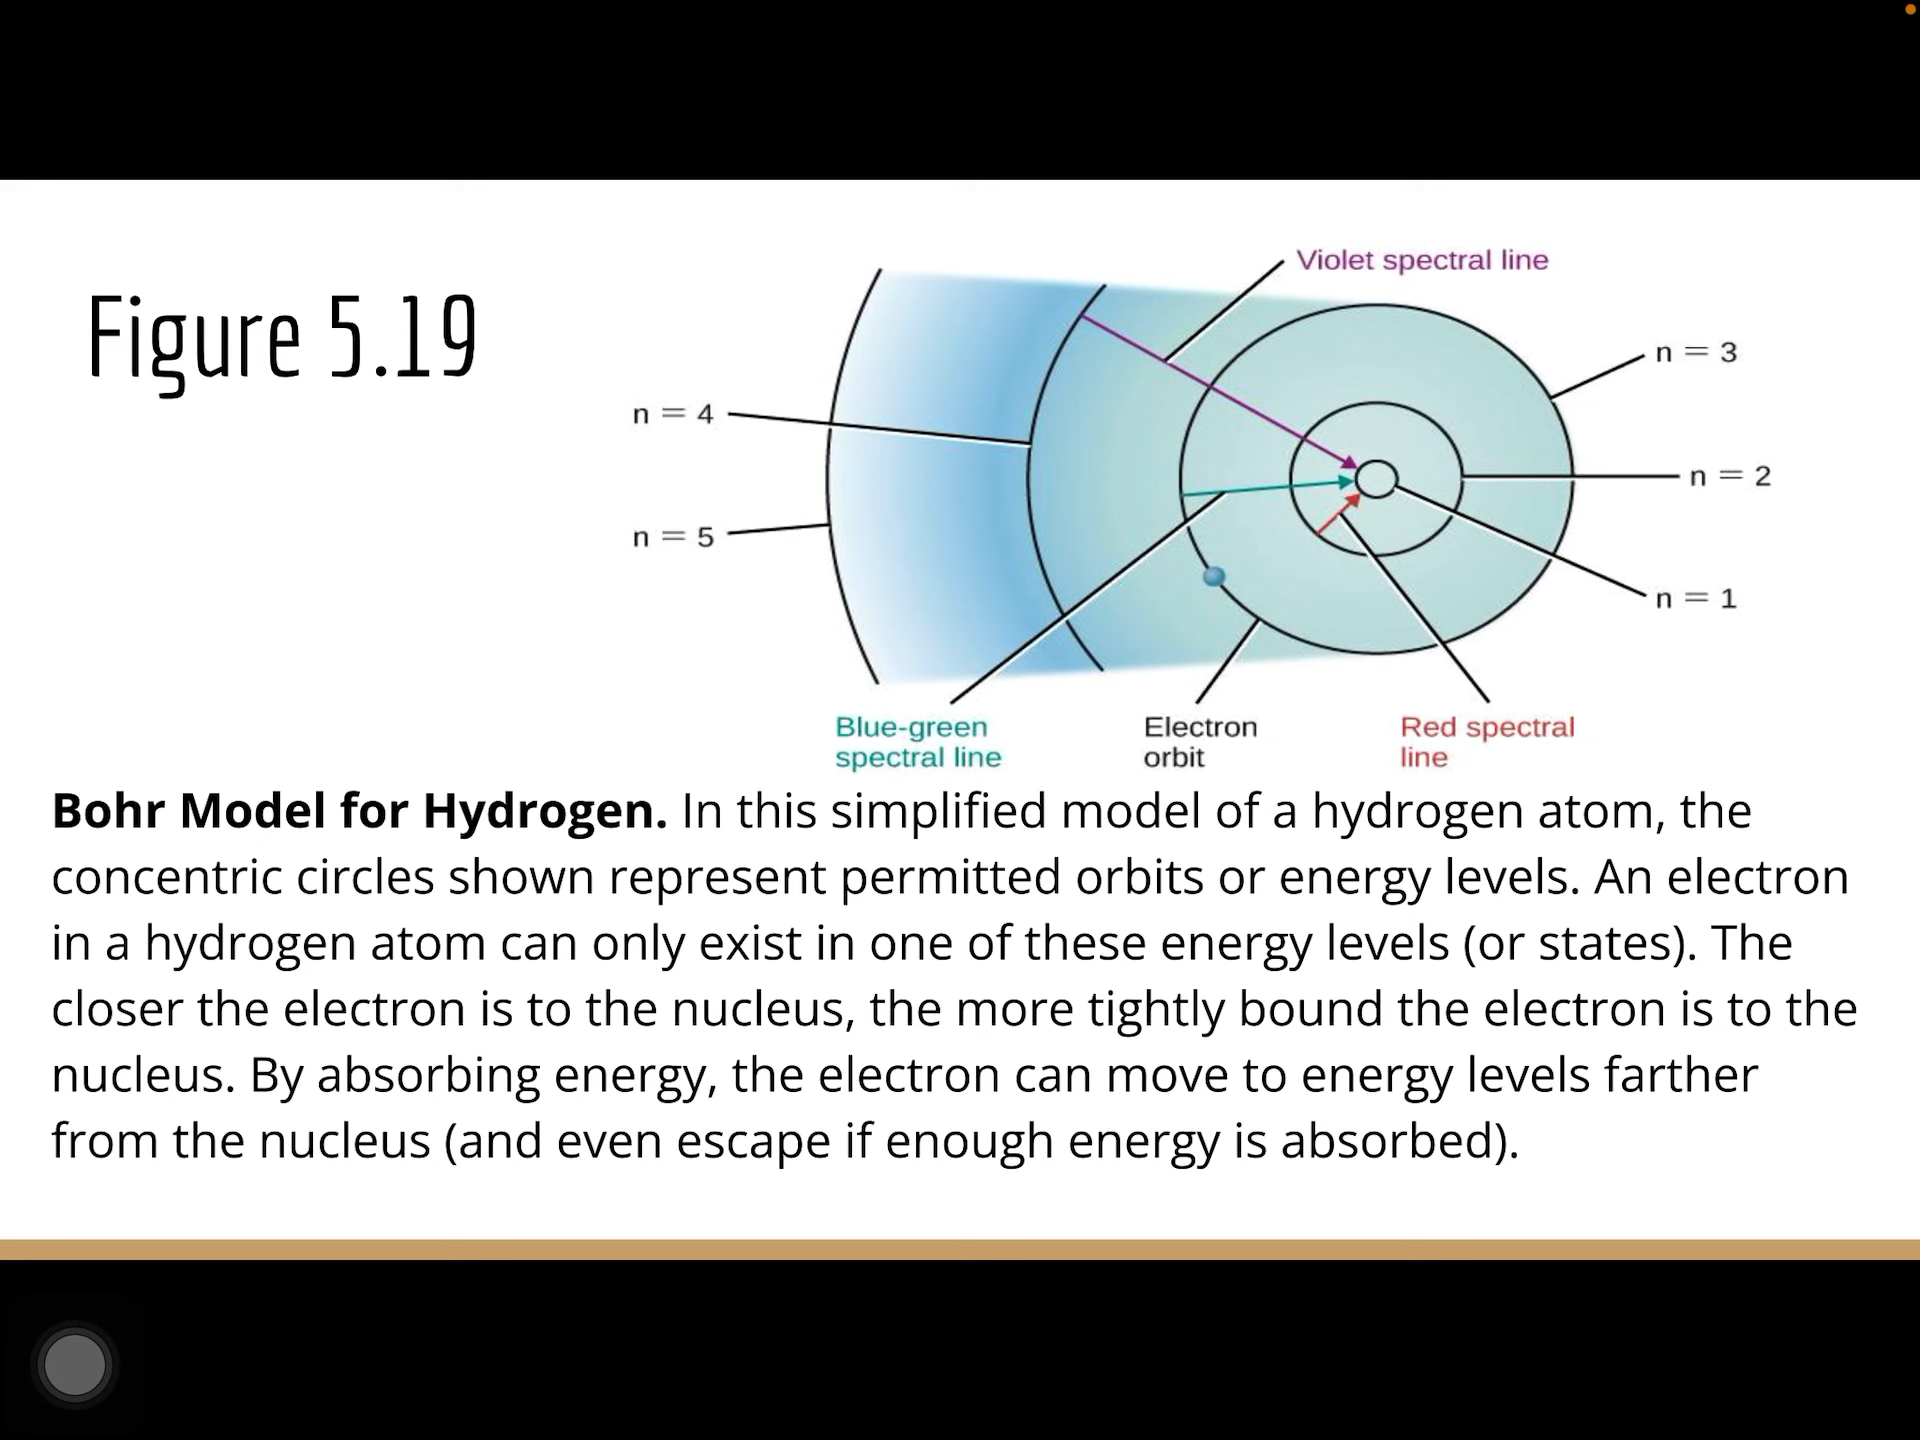 Figure 5.19
Violet spectral line
n = 3
n = 4
n = 2
n = 5
n = 1
Blue-green
spectral line
Electron
orbit
Red spectral
line
Bohr Model for Hydrogen. In this simplified model of a hydrogen atom, the
concentric circles shown represent permitted orbits or energy levels. An electron
in a hydrogen atom can only exist in one of these energy levels (or states). The
closer the electron is to the nucleus, the more tightly bound the electron is to the
nucleus. By absorbing energy, the electron can move to energy levels farther
from the nucleus (and even escape if enough energy is absorbed).